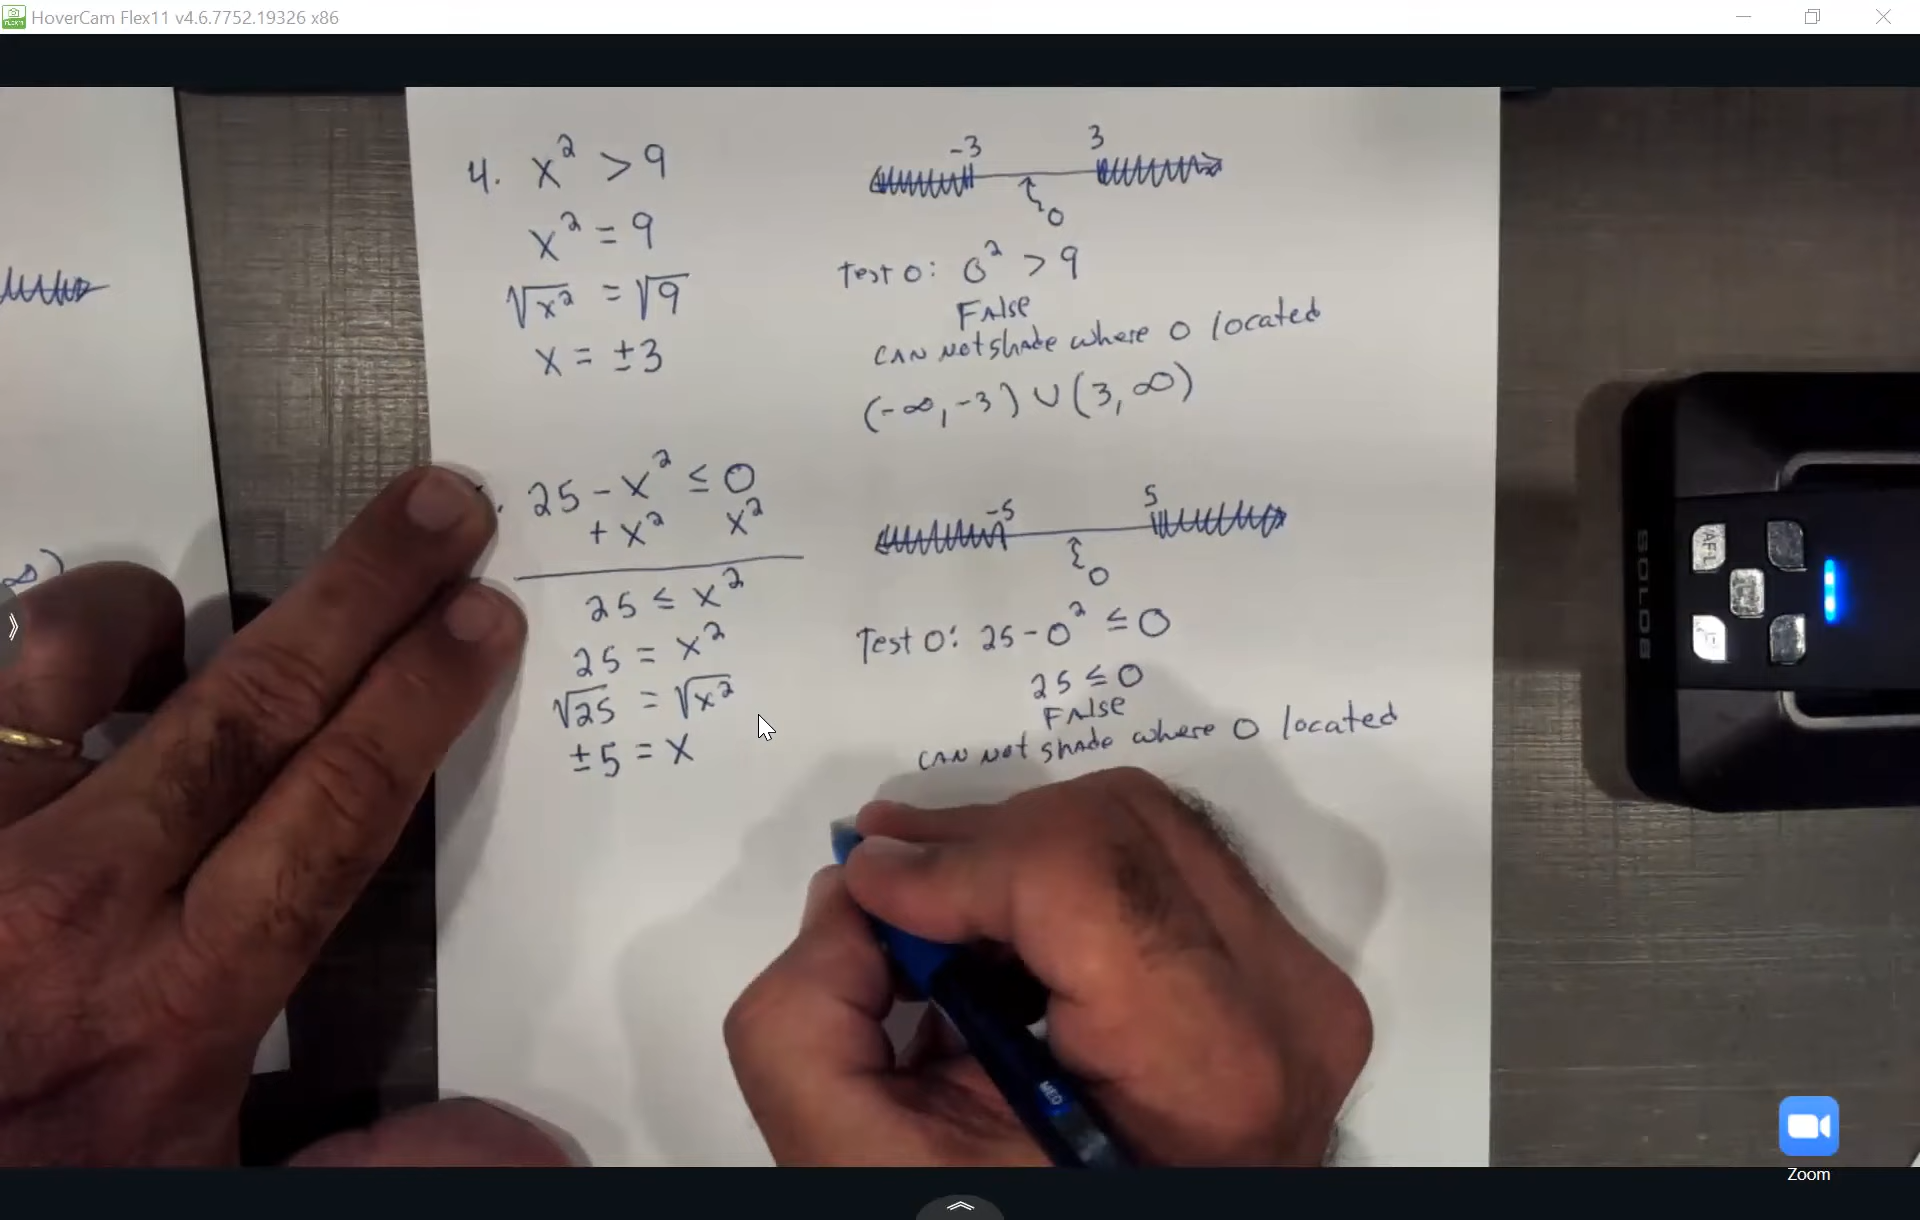 HoverCam Flex11 v4.6.7752.19326 x86
4. x² > 9
x² = 9
√x² = √9
x = ±3
-3 3
0
Test 0: 0² > 9
False
CAN Not shade where 0 located
(-∞, -3) ∪ (3, ∞)
25 - x² ≤ 0
+ x² x²
25 ≤ x²
25 = x²
√25 = √x²
±5 = x
-5 5
0
Test 0: 25 - 0² ≤ 0
25 ≤ 0
False
CAN Not shade where 0 located
∞)
AF-L
SOLO8
MED
Zoom